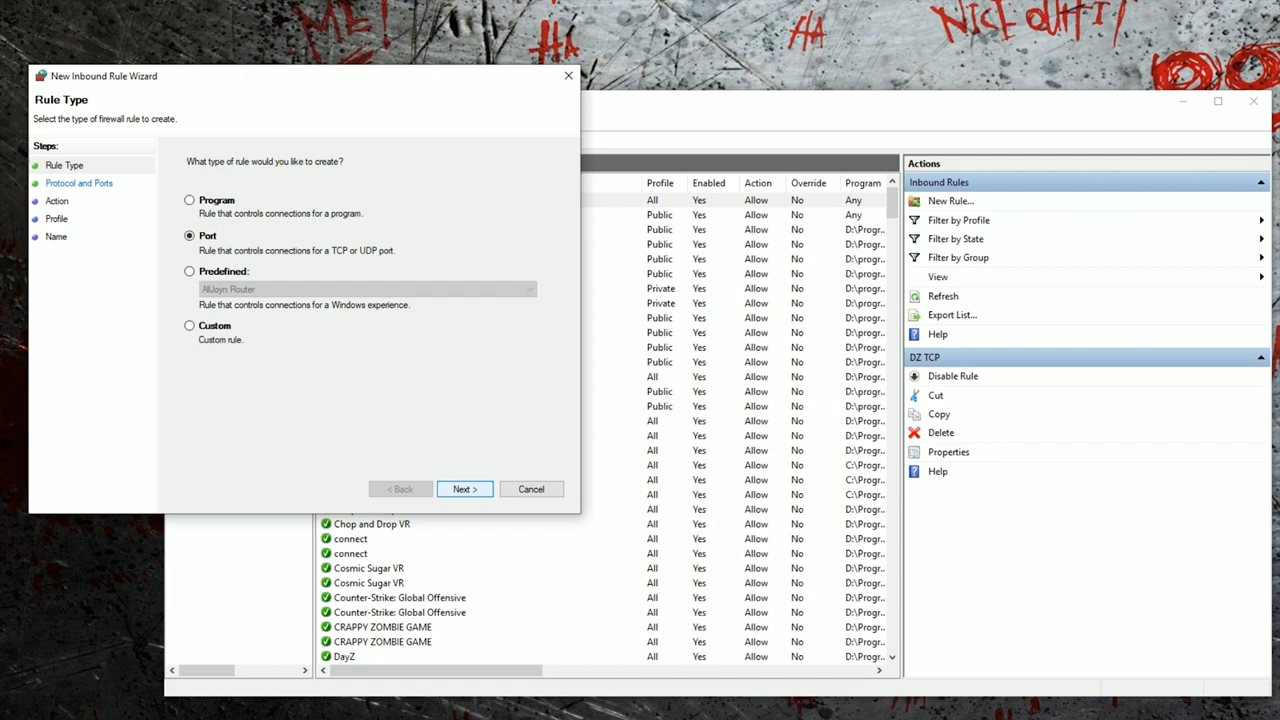 ME!
HA
HA
NICE OUTFIT!
New Inbound Rule Wizard
Rule Type
Select the type of firewall rule to create.
Steps:
Rule Type
Protocol and Ports
Action
Profile
Name
What type of rule would you like to create?
Program
Rule that controls connections for a program.
Port
Rule that controls connections for a TCP or UDP port.
Predefined:
AllJoyn Router
Rule that controls connections for a Windows experience.
Custom
Custom rule.
< Back
Next >
Cancel
Profile Enabled Action Override Program
All Yes Allow No Any
Public Yes Allow No Any
Public Yes Allow No D:\Progr...
Public Yes Allow No D:\Progr...
Public Yes Allow No D:\Progr...
Public Yes Allow No D:\Progr...
Private Yes Allow No D:\Progr...
Private Yes Allow No D:\Progr...
Public Yes Allow No D:\Progr...
Public Yes Allow No D:\Progr...
Public Yes Allow No D:\Progr...
Public Yes Allow No D:\Progr...
All Yes Allow No D:\Progr...
Public Yes Allow No D:\Progr...
Public Yes Allow No D:\Progr...
All Yes Allow No D:\Progr...
All Yes Allow No D:\Progr...
All Yes Allow No D:\Progr...
All Yes Allow No C:\Progr...
All Yes Allow No C:\Progr...
All Yes Allow No C:\Progr...
All Yes Allow No D:\Progr...
Chop and Drop VR All Yes Allow No D:\Progr...
connect All Yes Allow No D:\Progr...
connect All Yes Allow No D:\Progr...
Cosmic Sugar VR All Yes Allow No D:\Progr...
Cosmic Sugar VR All Yes Allow No D:\Progr...
Counter-Strike: Global Offensive All Yes Allow No D:\Progr...
Counter-Strike: Global Offensive All Yes Allow No D:\Progr...
CRAPPY ZOMBIE GAME All Yes Allow No D:\Progr...
CRAPPY ZOMBIE GAME All Yes Allow No D:\Progr...
DayZ All Yes Allow No D:\Progr...
Actions
Inbound Rules
New Rule...
Filter by Profile
Filter by State
Filter by Group
View
Refresh
Export List...
Help
DZ TCP
Disable Rule
Cut
Copy
Delete
Properties
Help